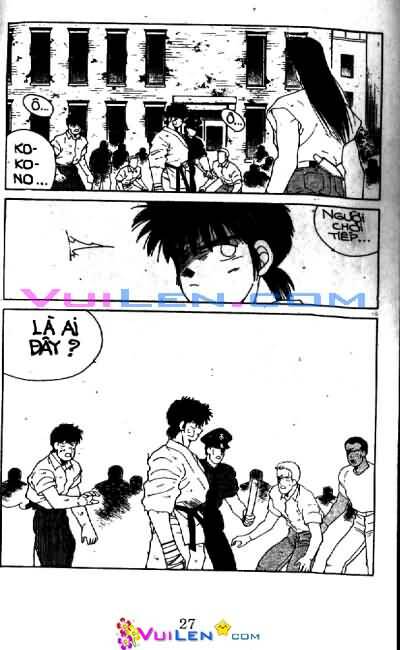 Ô...
Ô...
KO-
KO-
NO...
NGƯỜI
CHƠI
TIẾP...
VUILEN.COM
LÀ AI
ĐÂY?
27
VUILEN.COM